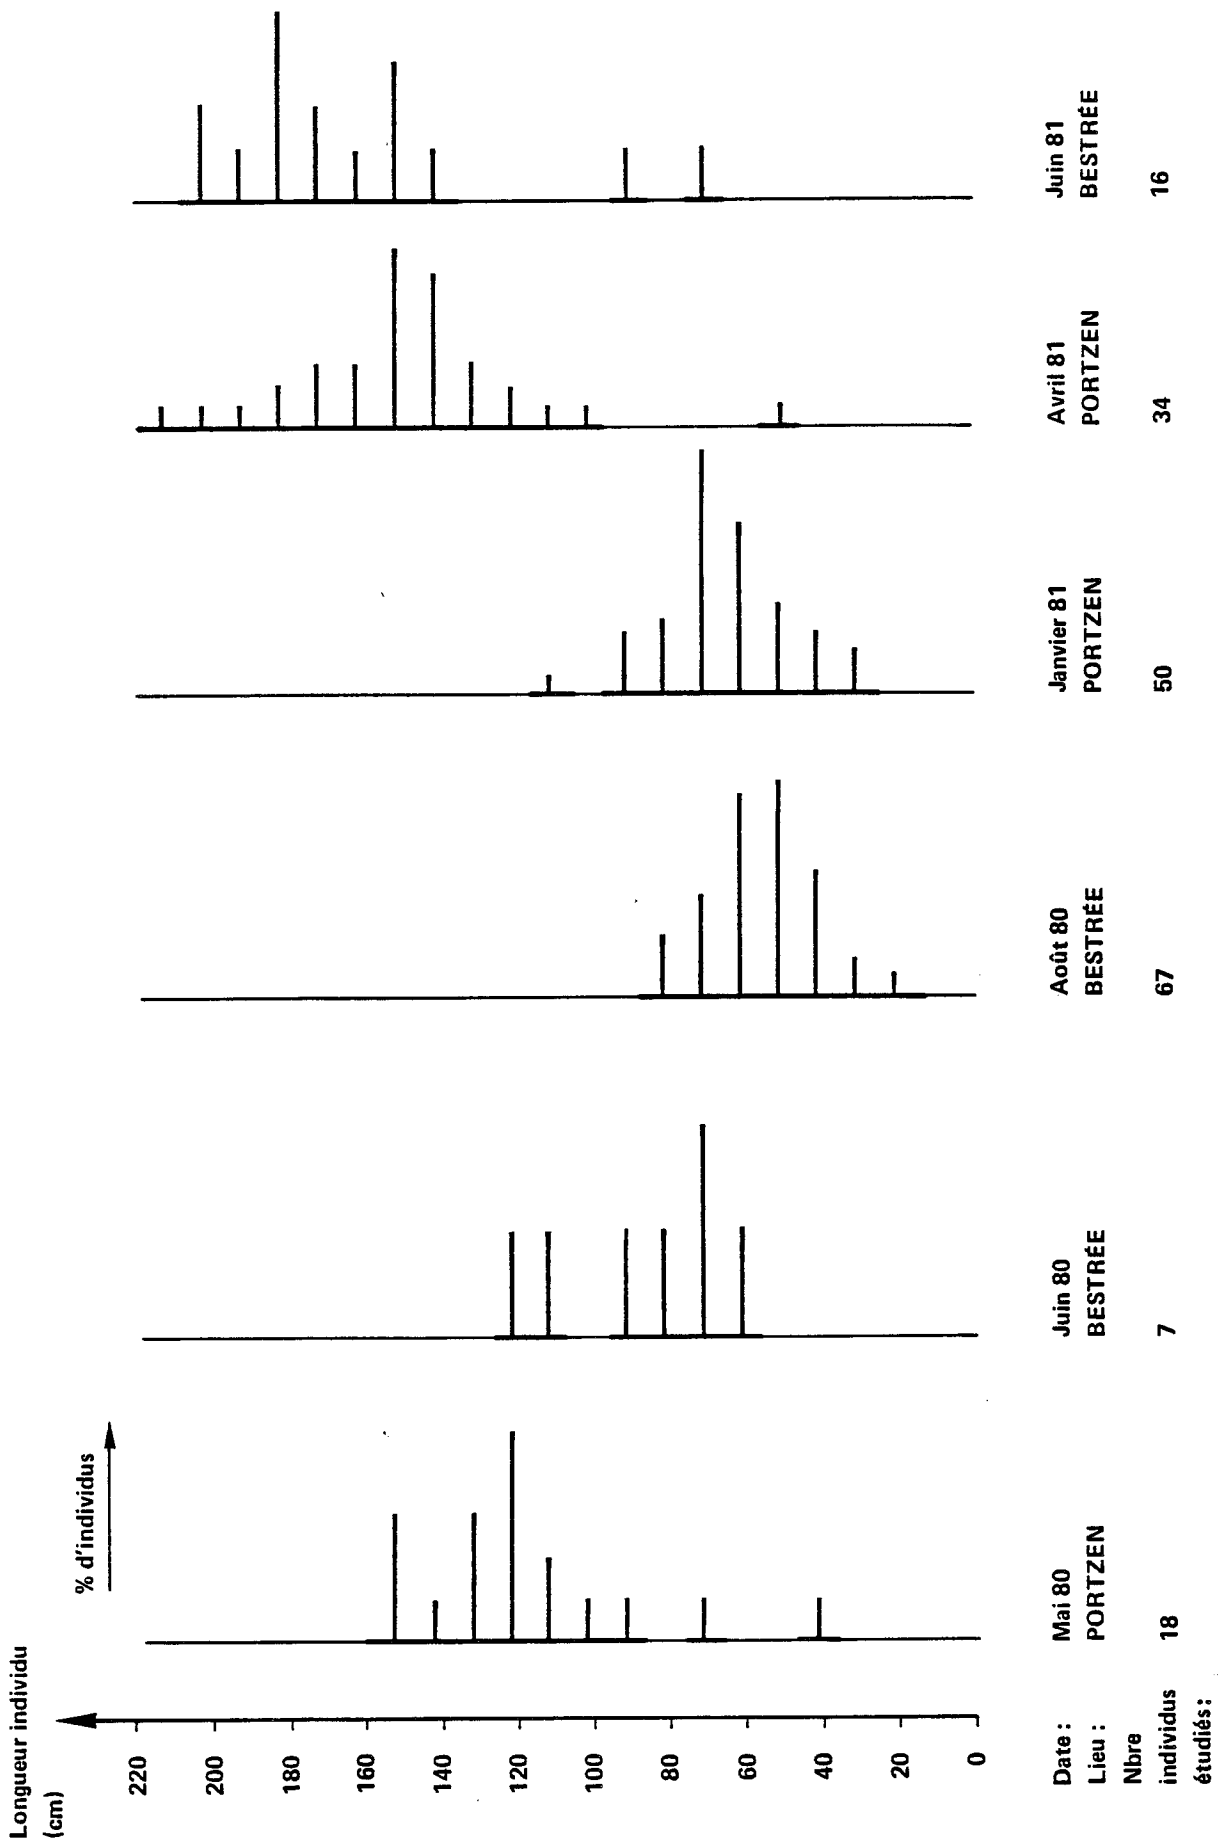 Longueur individu
(cm)
% d'individus
220
200
180
160
140
120
100
80
60
40
20
0
Date : Mai 80 Juin 80 Août 80 Janvier 81 Avril 81 Juin 81
Lieu : PORTZEN BESTRÉE BESTRÉE PORTZEN PORTZEN BESTRÉE
Nbre
individus 18 7 67 50 34 16
étudiés :